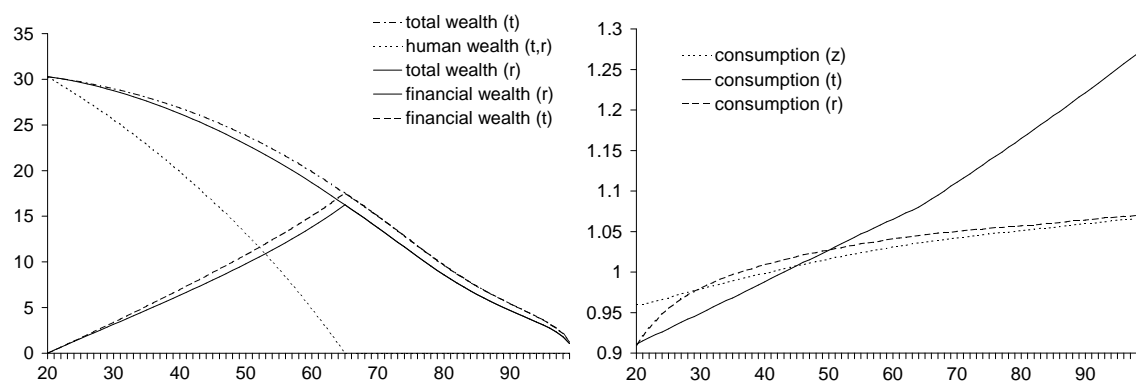 total wealth (t)
human wealth (t,r)
total wealth (r)
financial wealth (r)
financial wealth (t)
35
30
25
20
15
10
5
0
20 30 40 50 60 70 80 90
consumption (z)
consumption (t)
consumption (r)
1.3
1.25
1.2
1.15
1.1
1.05
1
0.95
0.9
20 30 40 50 60 70 80 90